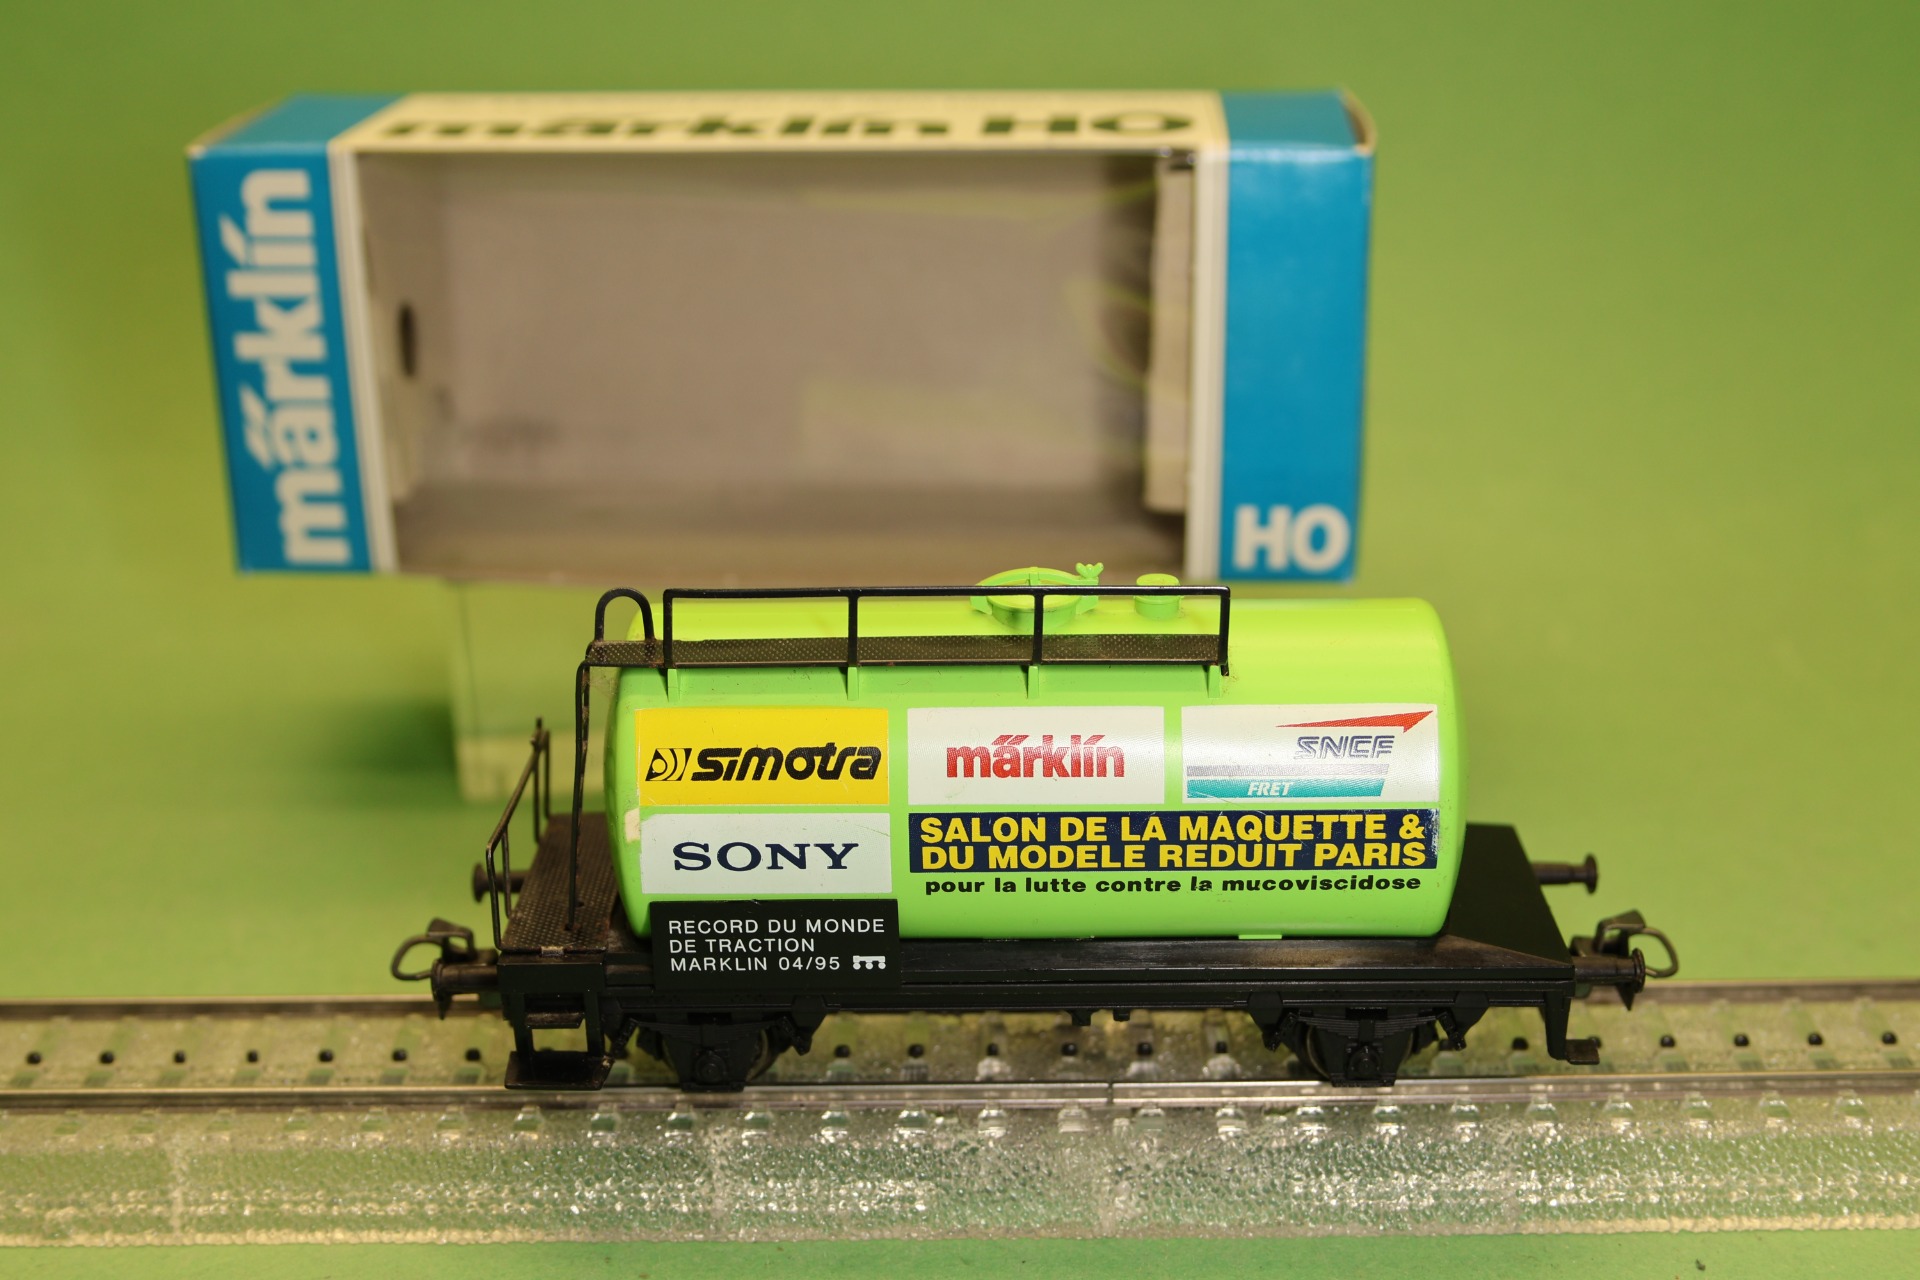 märklin HO
märklin
HO
simotra
märklin
SNCF
FRET
SONY
SALON DE LA MAQUETTE &
DU MODELE REDUIT PARIS
pour la lutte contre la mucoviscidose
RECORD DU MONDE
DE TRACTION
MARKLIN 04/95